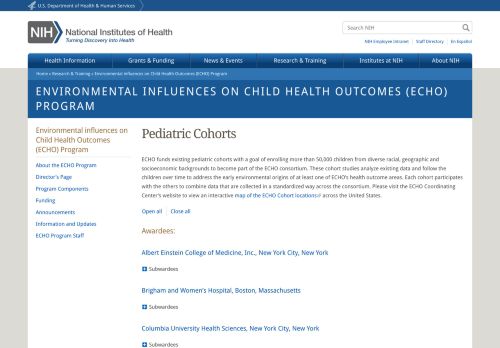 U.S. Department of Health & Human Services
NIH National Institutes of Health
Turning Discovery Into Health
Search NIH
NIH Employee Intranet | Staff Directory | En Español
Health Information Grants & Funding News & Events Research & Training Institutes at NIH About NIH
Home » Research & Training » Environmental influences on Child Health Outcomes (ECHO) Program
ENVIRONMENTAL INFLUENCES ON CHILD HEALTH OUTCOMES (ECHO)
PROGRAM
Environmental influences on
Child Health Outcomes
(ECHO) Program
About the ECHO Program
Director's Page
Program Components
Funding
Announcements
Information and Updates
ECHO Program Staff
Pediatric Cohorts
ECHO funds existing pediatric cohorts with a goal of enrolling more than 50,000 children from diverse racial, geographic and
socioeconomic backgrounds to become part of the ECHO consortium. These cohort studies analyze existing data and follow the
children over time to address the early environmental origins of at least one of ECHO's health outcome areas. Each cohort participates
with the others to combine data that are collected in a standardized way across the consortium. Please visit the ECHO Coordinating
Center's website to view an interactive map of the ECHO Cohort locations across the United States.
Open all | Close all
Awardees:
Albert Einstein College of Medicine, Inc., New York City, New York
Subwardees
Brigham and Women's Hospital, Boston, Massachusetts
Subwardees
Columbia University Health Sciences, New York City, New York
Subwardees